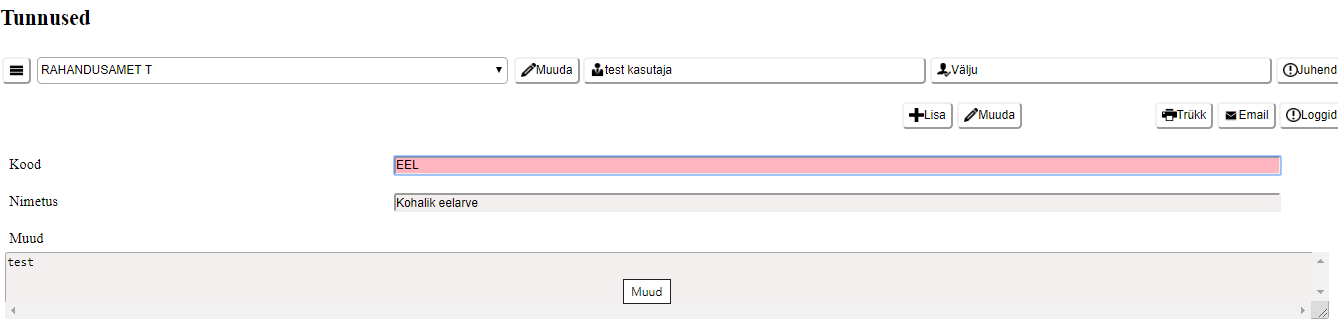 Tunnused
RAHANDUSAMET T Muuda test kasutaja Välju Juhend
Lisa Muuda Trükk Email Loggid
Kood EEL
Nimetus Kohalik eelarve
Muud
test
Muud